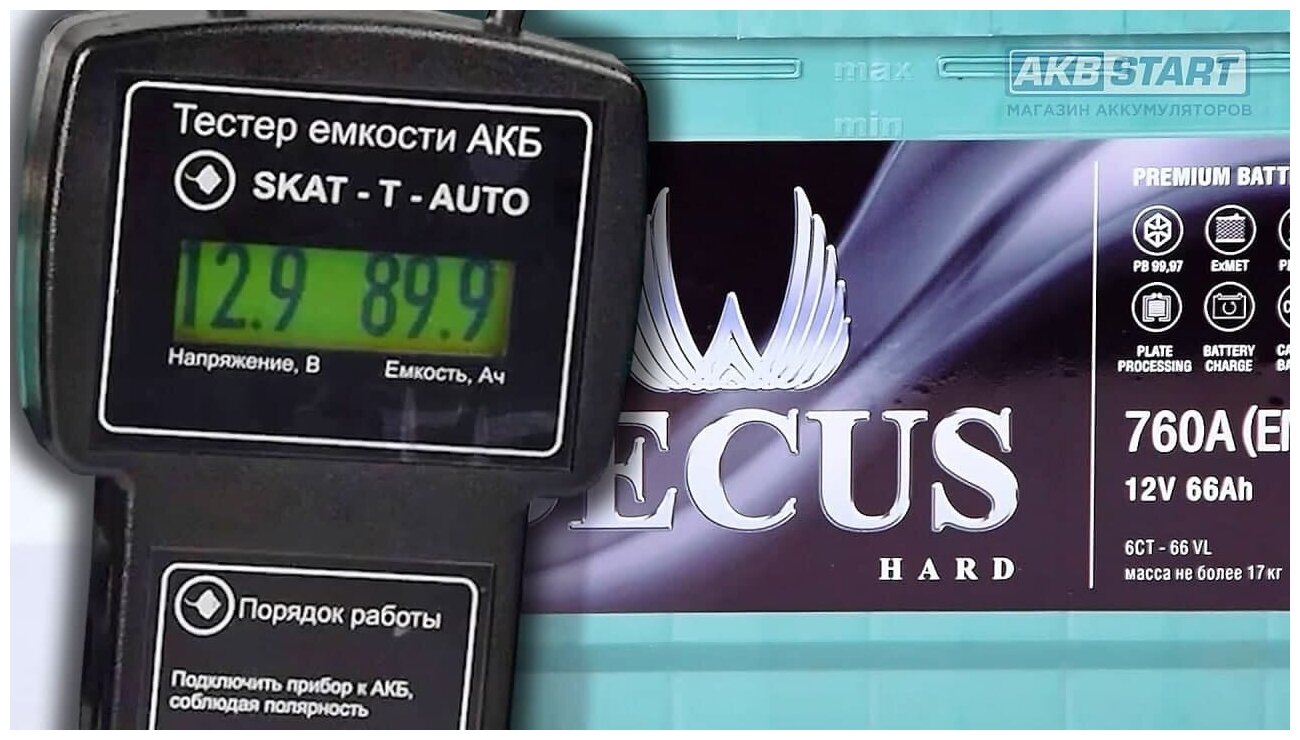 Тестер емкости АКБ
SKAT - T - AUTO
12.9 89.9
Напряжение, В Емкость, Ач
Порядок работы
Подключить прибор к АКБ,
соблюдая полярность
max
min
AKB START
МАГАЗИН АККУМУЛЯТОРОВ
PREMIUM
PB 99,97 ExMET
PLATE
PROCESSING
BATTERY
CHARGE
ECUS
HARD
760A
12V 66Ah
6СТ - 66 VL
масса не более 17 кг